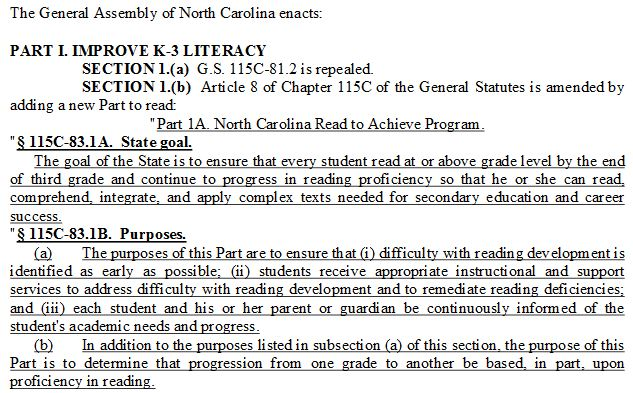 The General Assembly of North Carolina enacts:
PART I. IMPROVE K-3 LITERACY
SECTION 1.(a) G.S. 115C-81.2 is repealed.
SECTION 1.(b) Article 8 of Chapter 115C of the General Statutes is amended by
adding a new Part to read:
"Part 1A. North Carolina Read to Achieve Program.
"§ 115C-83.1A. State goal.
The goal of the State is to ensure that every student read at or above grade level by the end
of third grade and continue to progress in reading proficiency so that he or she can read,
comprehend, integrate, and apply complex texts needed for secondary education and career
success.
"§ 115C-83.1B. Purposes.
(a) The purposes of this Part are to ensure that (i) difficulty with reading development is
identified as early as possible; (ii) students receive appropriate instructional and support
services to address difficulty with reading development and to remediate reading deficiencies;
and (iii) each student and his or her parent or guardian be continuously informed of the
student's academic needs and progress.
(b) In addition to the purposes listed in subsection (a) of this section, the purpose of this
Part is to determine that progression from one grade to another be based, in part, upon
proficiency in reading.